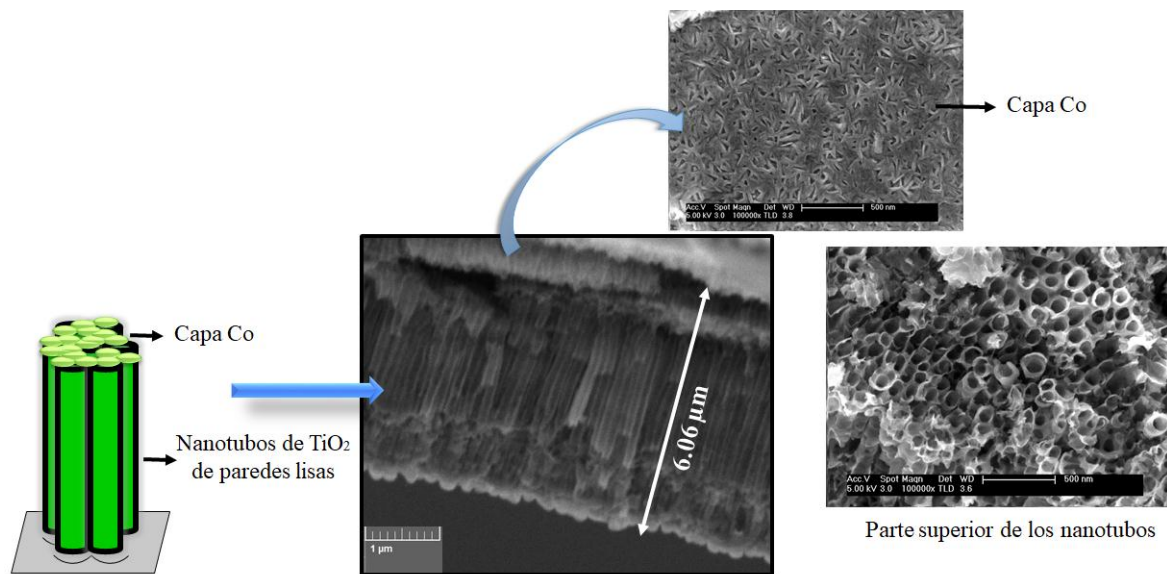 Capa Co
Acc.V Spot Magn Det WD 500 nm
5.00 kV 3.0 100000x TLD 3.8
Capa Co
Nanotubos de TiO₂
de paredes lisas
6.06 µm
1 µm
Acc.V Spot Magn Det WD 500 nm
5.00 kV 3.0 100000x TLD 3.6
Parte superior de los nanotubos